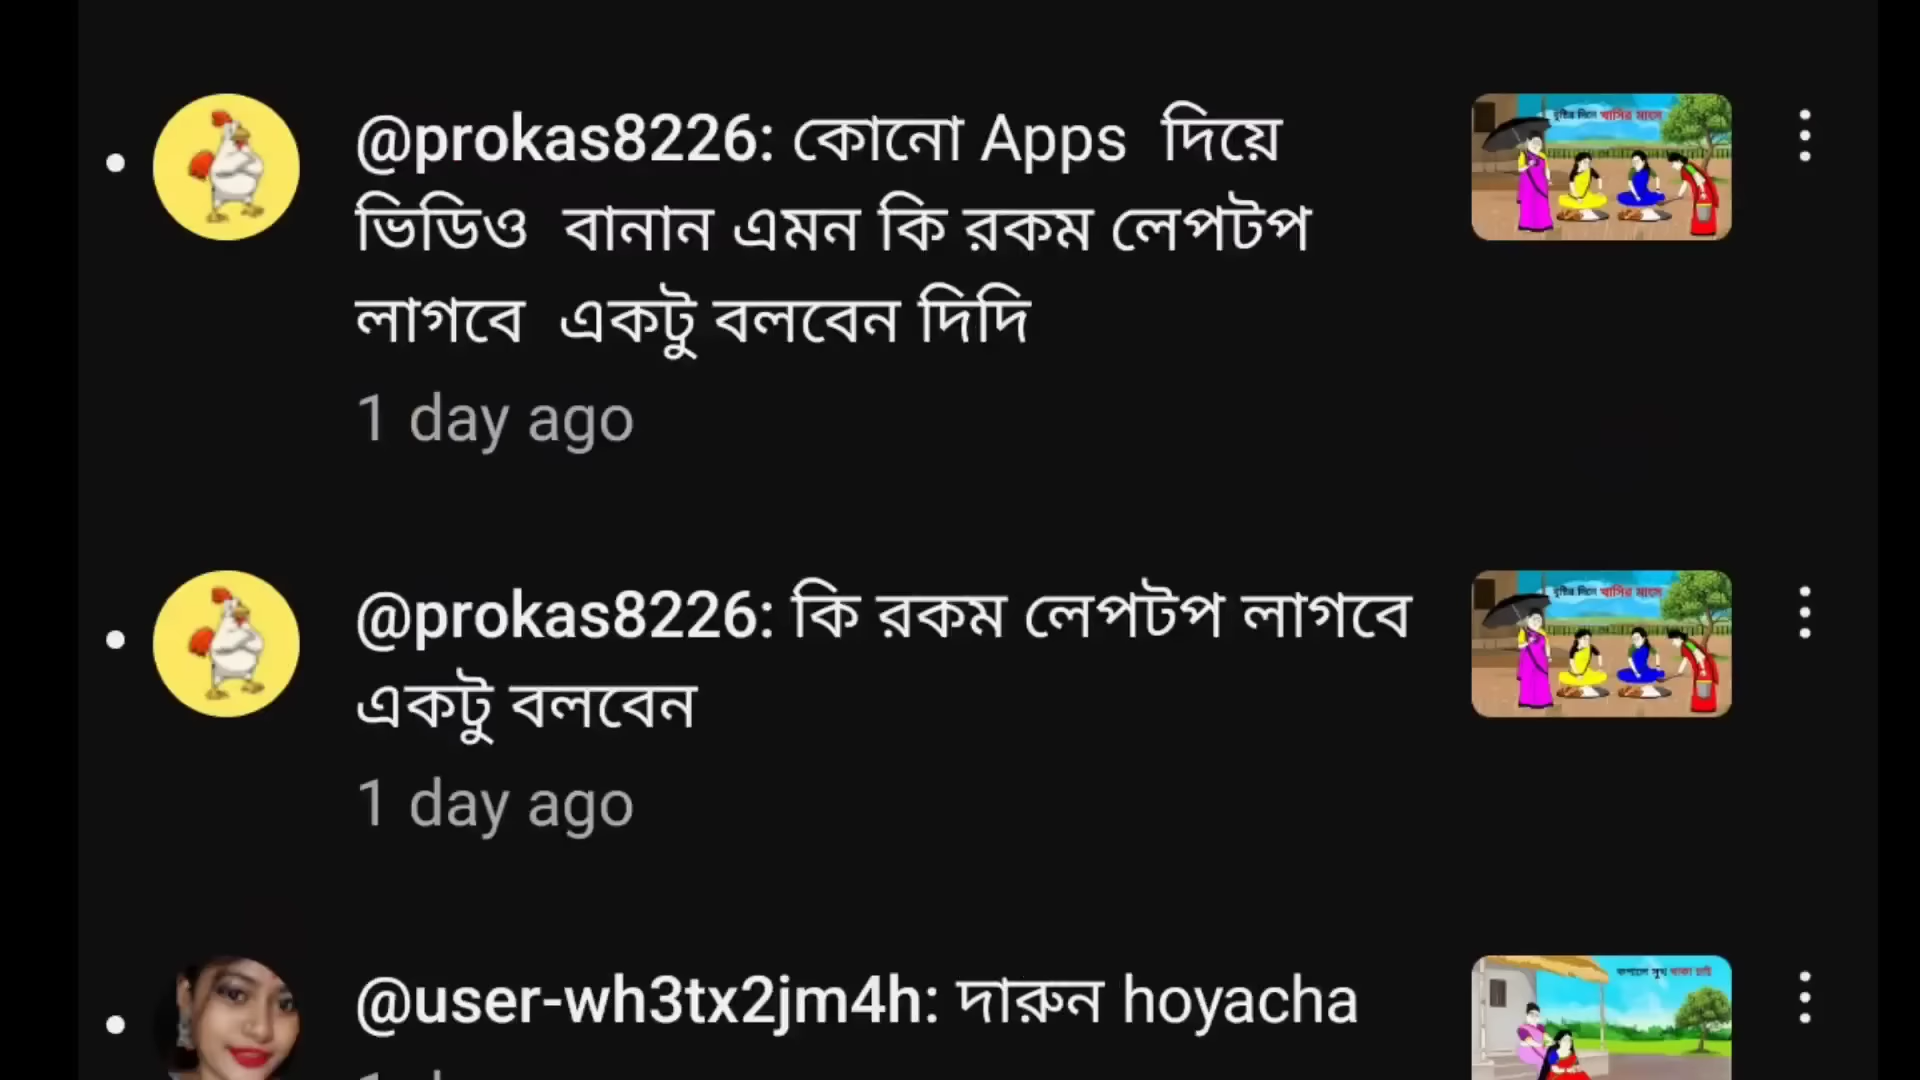 @prokas8226: কোনো Apps দিয়ে
ভিডিও বানান এমন কি রকম লেপটপ
লাগবে একটু বলবেন দিদি
1 day ago
বৃষ্টির দিনে খাসির মাংস
@prokas8226: কি রকম লেপটপ লাগবে
একটু বলবেন
1 day ago
বৃষ্টির দিনে খাসির মাংস
@user-wh3tx2jm4h: দারুন hoyacha
কপালে সুখ থাকা চাই